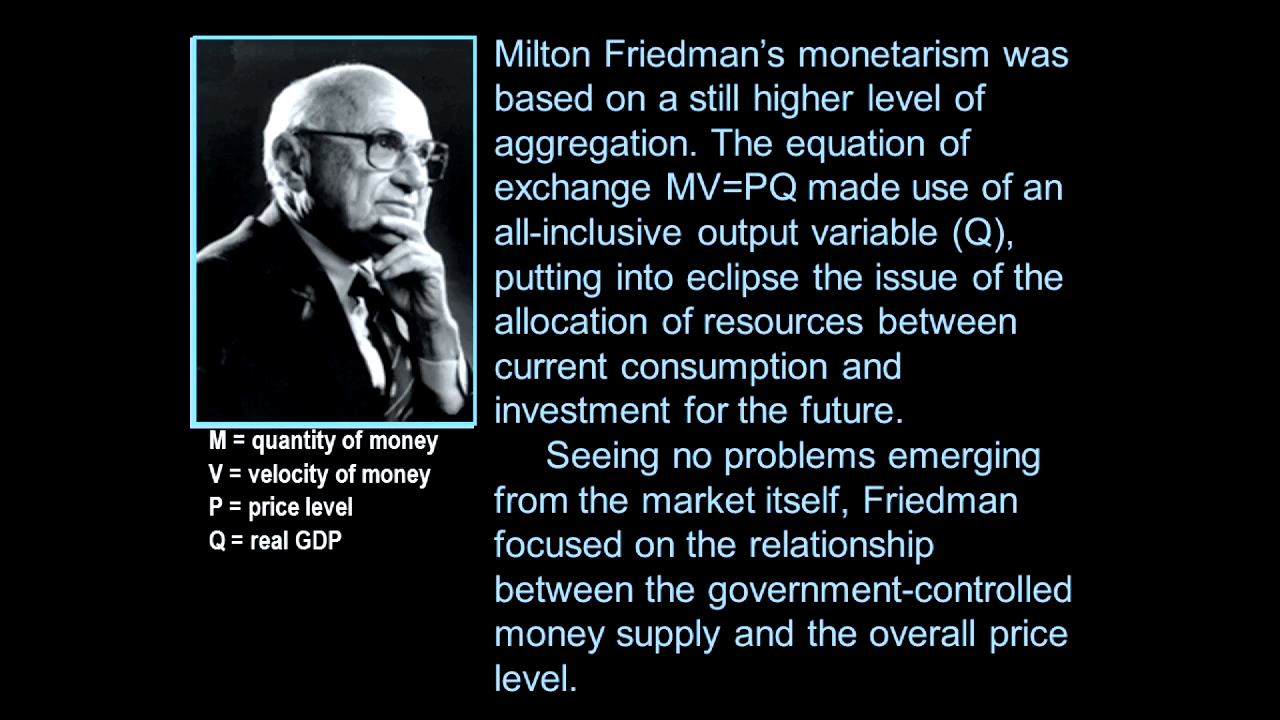 Milton Friedman’s monetarism was
based on a still higher level of
aggregation. The equation of
exchange MV=PQ made use of an
all-inclusive output variable (Q),
putting into eclipse the issue of the
allocation of resources between
current consumption and
investment for the future.
Seeing no problems emerging
from the market itself, Friedman
focused on the relationship
between the government-controlled
money supply and the overall price
level.
M = quantity of money
V = velocity of money
P = price level
Q = real GDP